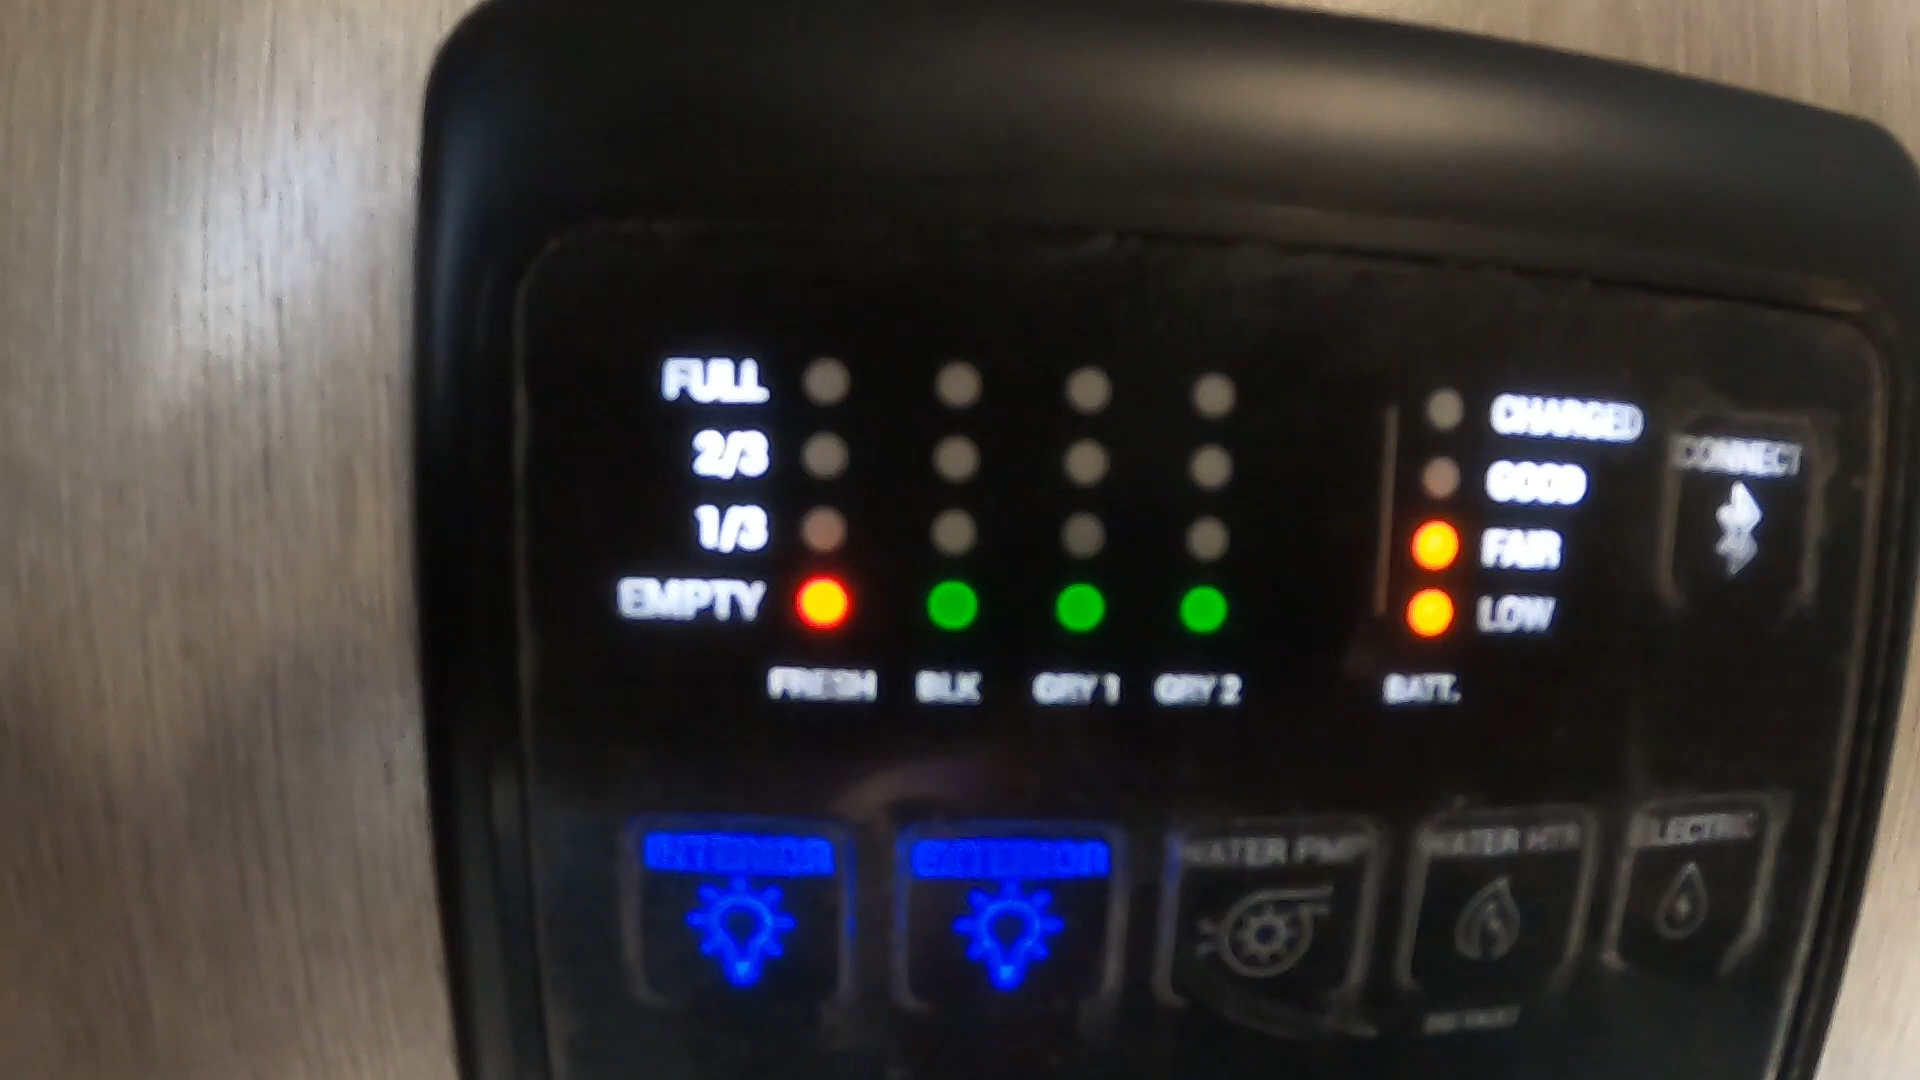 FULL
2/3
1/3
EMPTY
FRESH BLK GRY 1 GRY 2
CHARGED
GOOD
FAIR
LOW
BATT.
CONNECT
INTERIOR
EXTERIOR
WATER PMP
WATER HTR
ELECTRIC